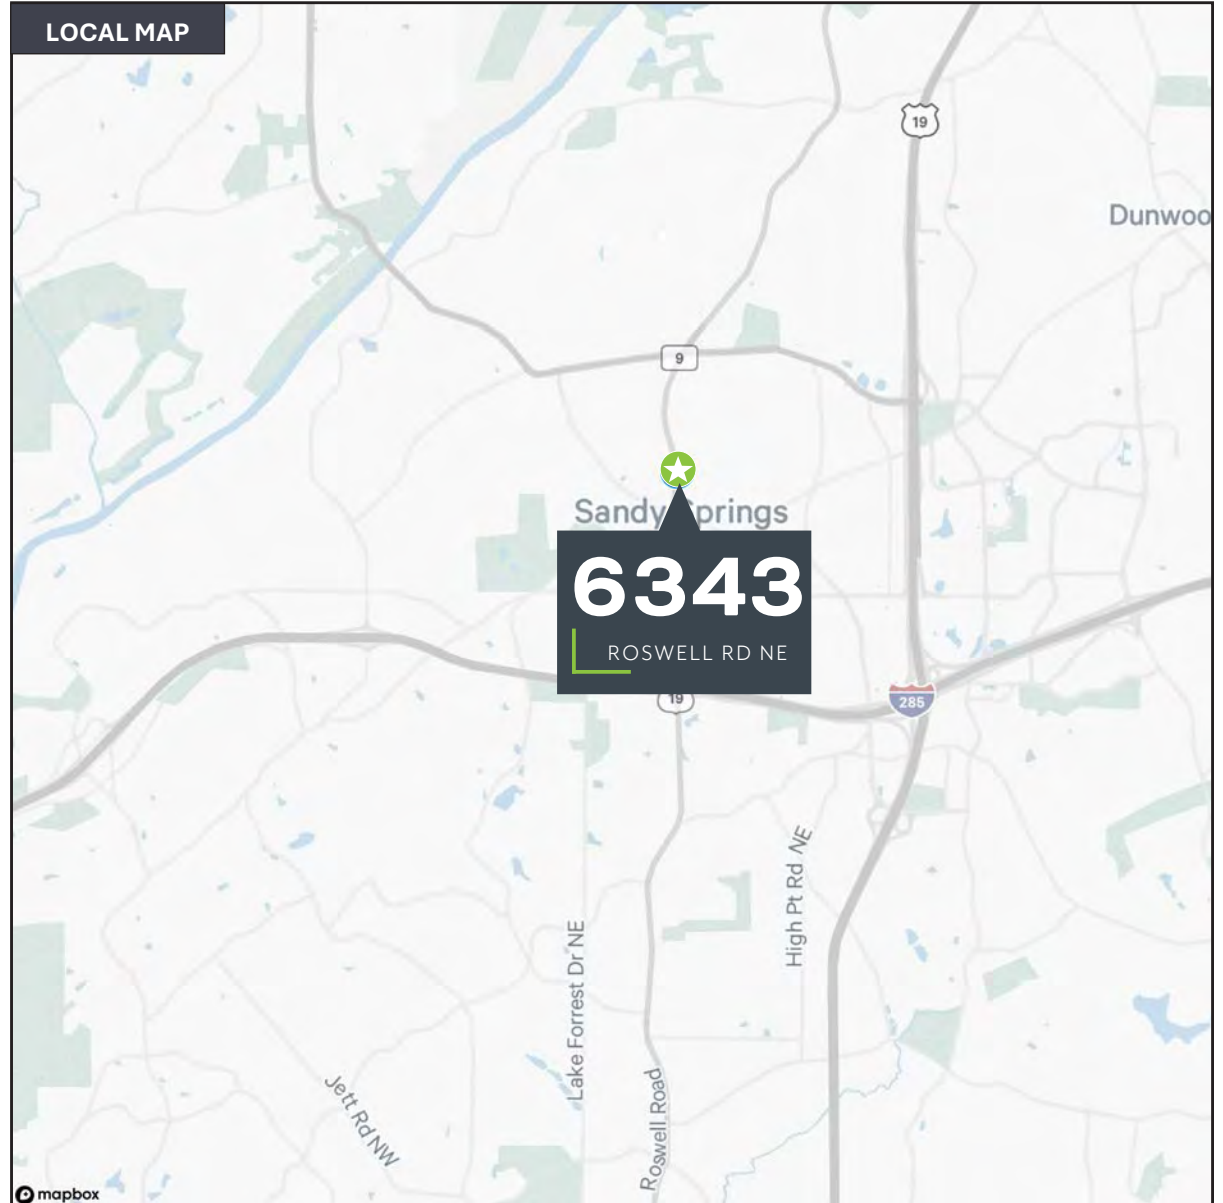 LOCAL MAP
19
Dunwoo
9
Sandy Springs
6343
ROSWELL RD NE
19
285
High Pt Rd NE
Lake Forrest Dr NE
Roswell Road
Jett Rd NW
mapbox